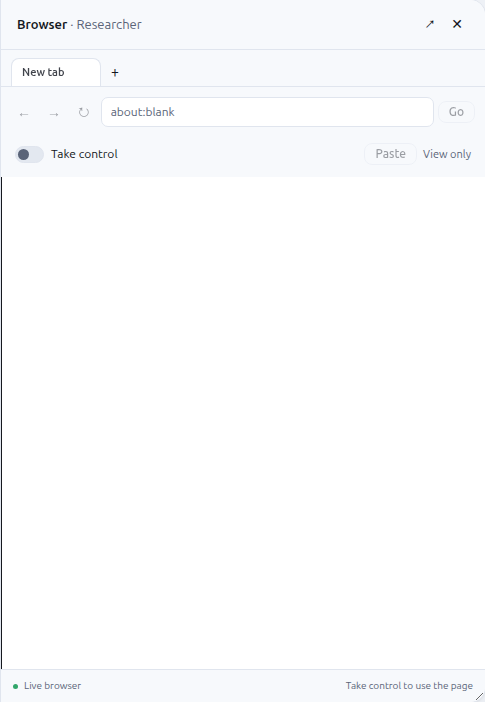 Browser · Researcher
New tab
about:blank
Go
Take control
Paste
View only
Live browser
Take control to use the page